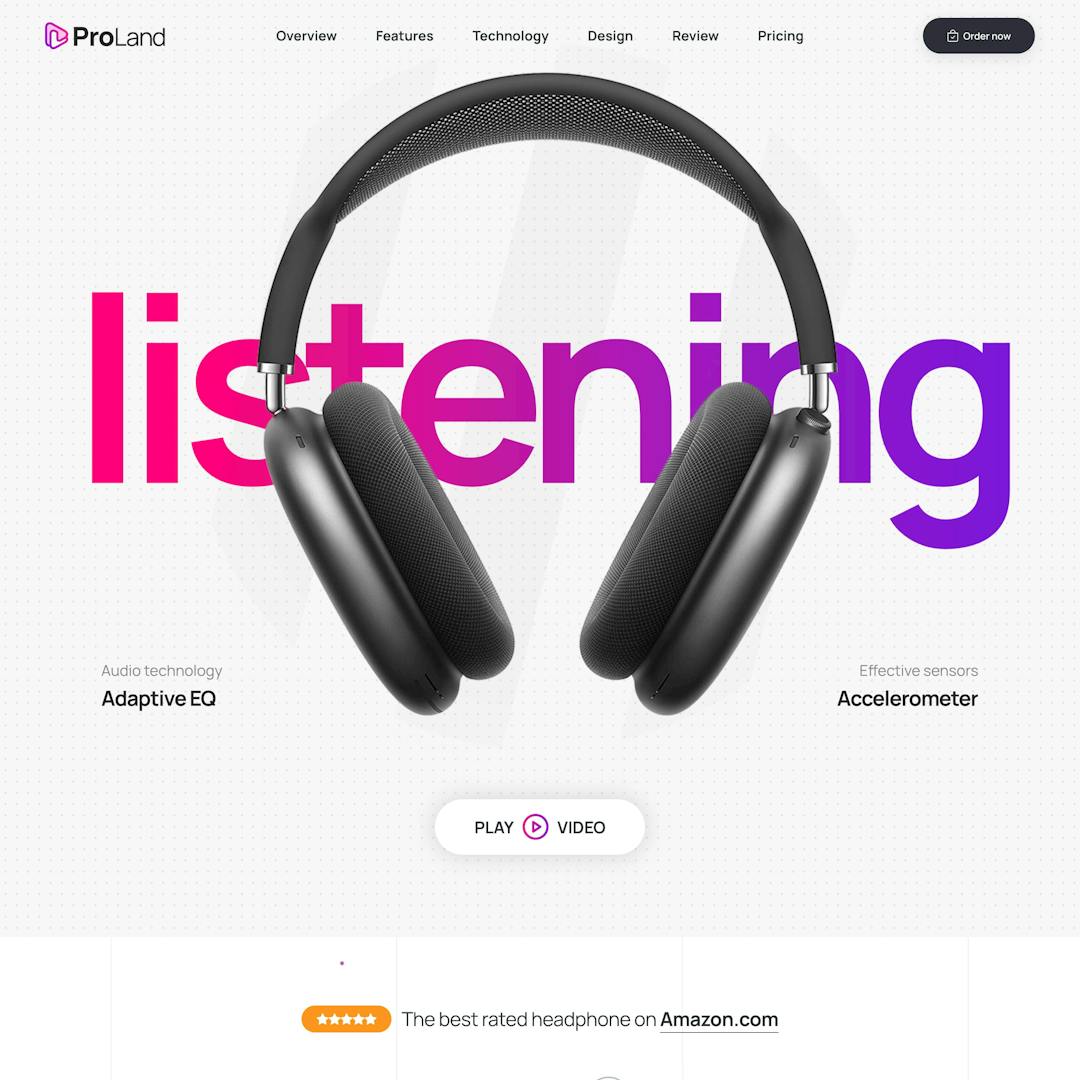 ProLand
Overview Features Technology Design Review Pricing
Order now
listening
Audio technology
Adaptive EQ
Effective sensors
Accelerometer
PLAY VIDEO
The best rated headphone on Amazon.com